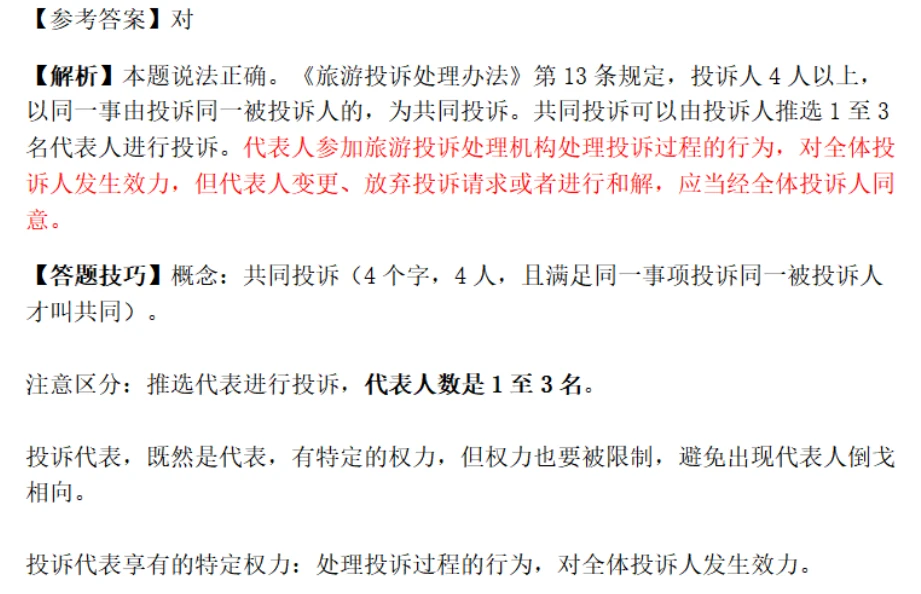 【参考答案】对
【解析】本题说法正确。《旅游投诉处理办法》第 13 条规定，投诉人 4 人以上，
以同一事由投诉同一被投诉人的，为共同投诉。共同投诉可以由投诉人推选 1 至 3
名代表人进行投诉。代表人参加旅游投诉处理机构处理投诉过程的行为，对全体投
诉人发生效力，但代表人变更、放弃投诉请求或者进行和解，应当经全体投诉人同
意。
【答题技巧】概念：共同投诉（4 个字，4 人，且满足同一事项投诉同一被投诉人
才叫共同）。
注意区分：推选代表进行投诉，代表人数是 1 至 3 名。
投诉代表，既然是代表，有特定的权力，但权力也要被限制，避免出现代表人倒戈
相向。
投诉代表享有的特定权力：处理投诉过程的行为，对全体投诉人发生效力。